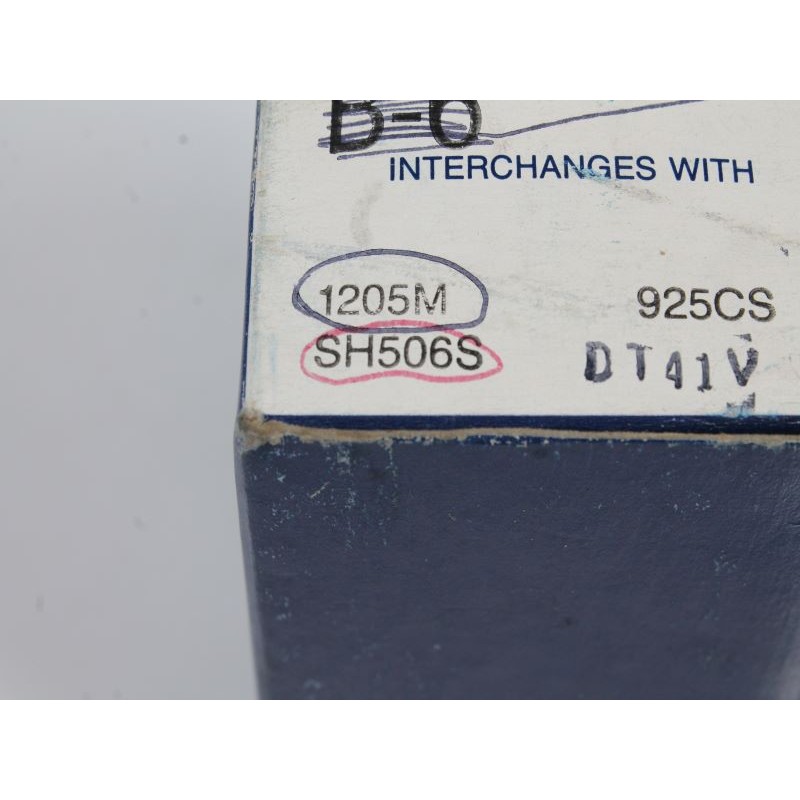 B-6
INTERCHANGES WITH
1205M 925CS
SH506S DT41V